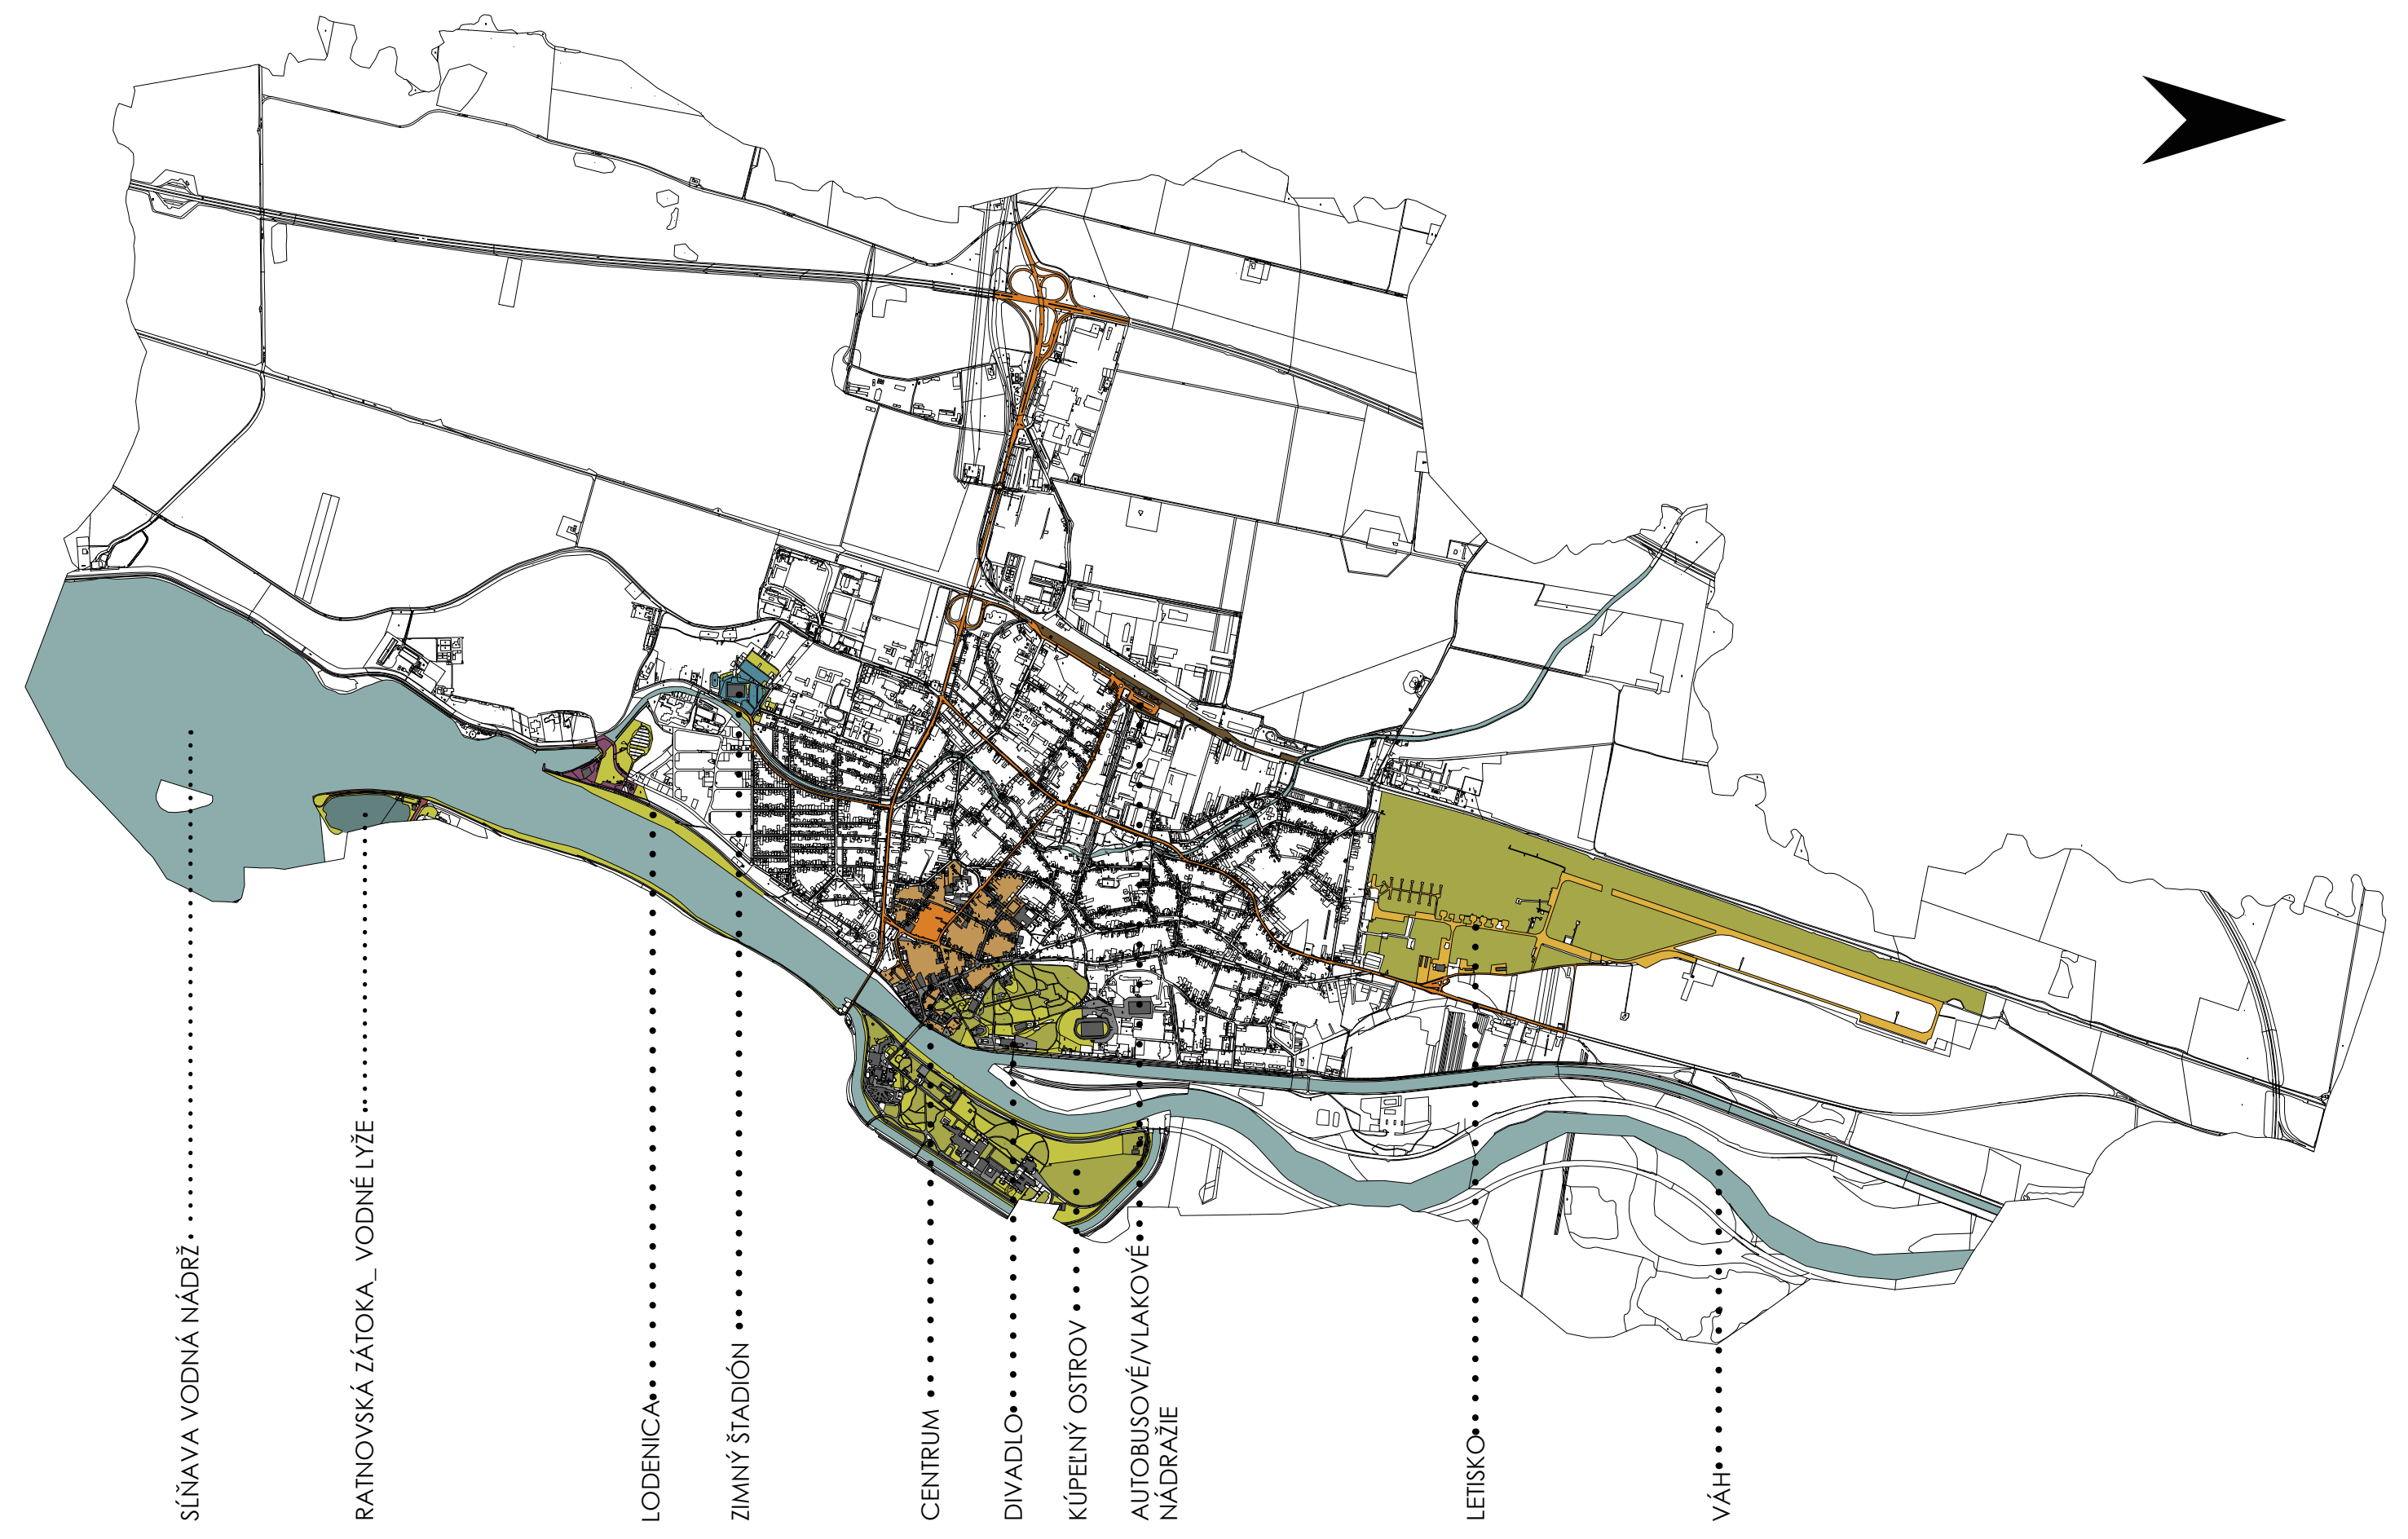 SĹŇAVA VODNÁ NÁDRŽ
RATNOVSKÁ ZÁTOKA_ VODNÉ LYŽE
LODENICA
ZIMNÝ ŠTADIÓN
CENTRUM
DIVADLO
KÚPEĽNÝ OSTROV
AUTOBUSOVÉ/VLAKOVÉ
NÁDRAŽIE
LETISKO
VÁH